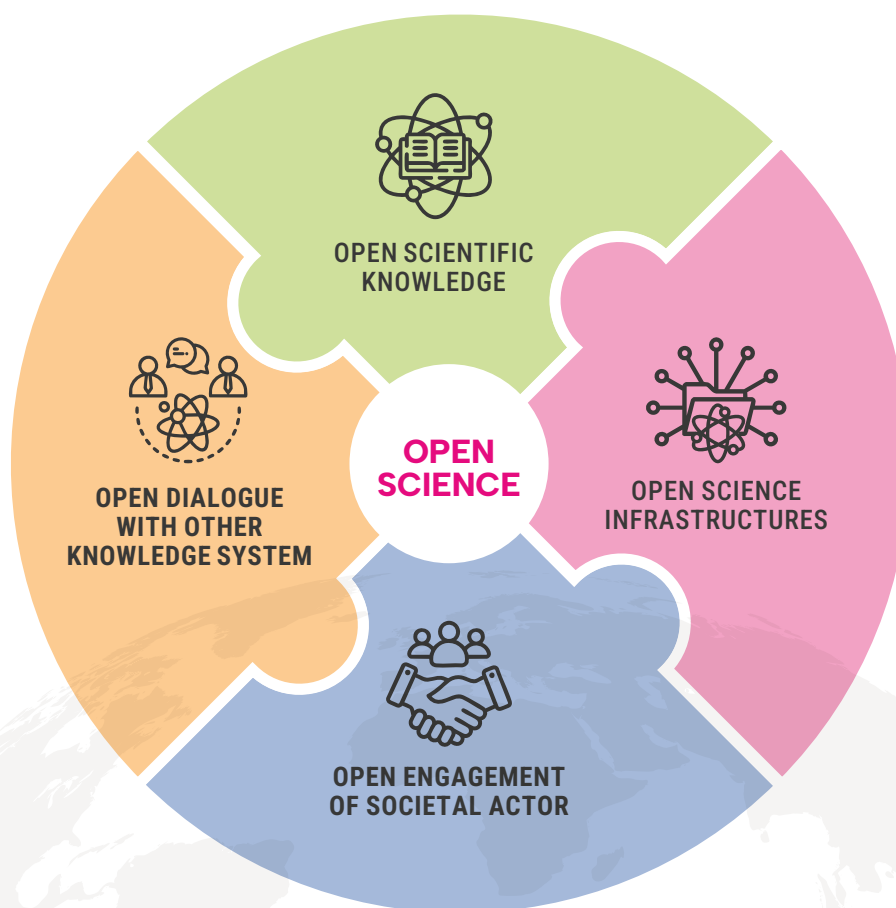 OPEN SCIENTIFIC
KNOWLEDGE
OPEN DIALOGUE
WITH OTHER
KNOWLEDGE SYSTEM
OPEN
SCIENCE
OPEN SCIENCE
INFRASTRUCTURES
OPEN ENGAGEMENT
OF SOCIETAL ACTOR